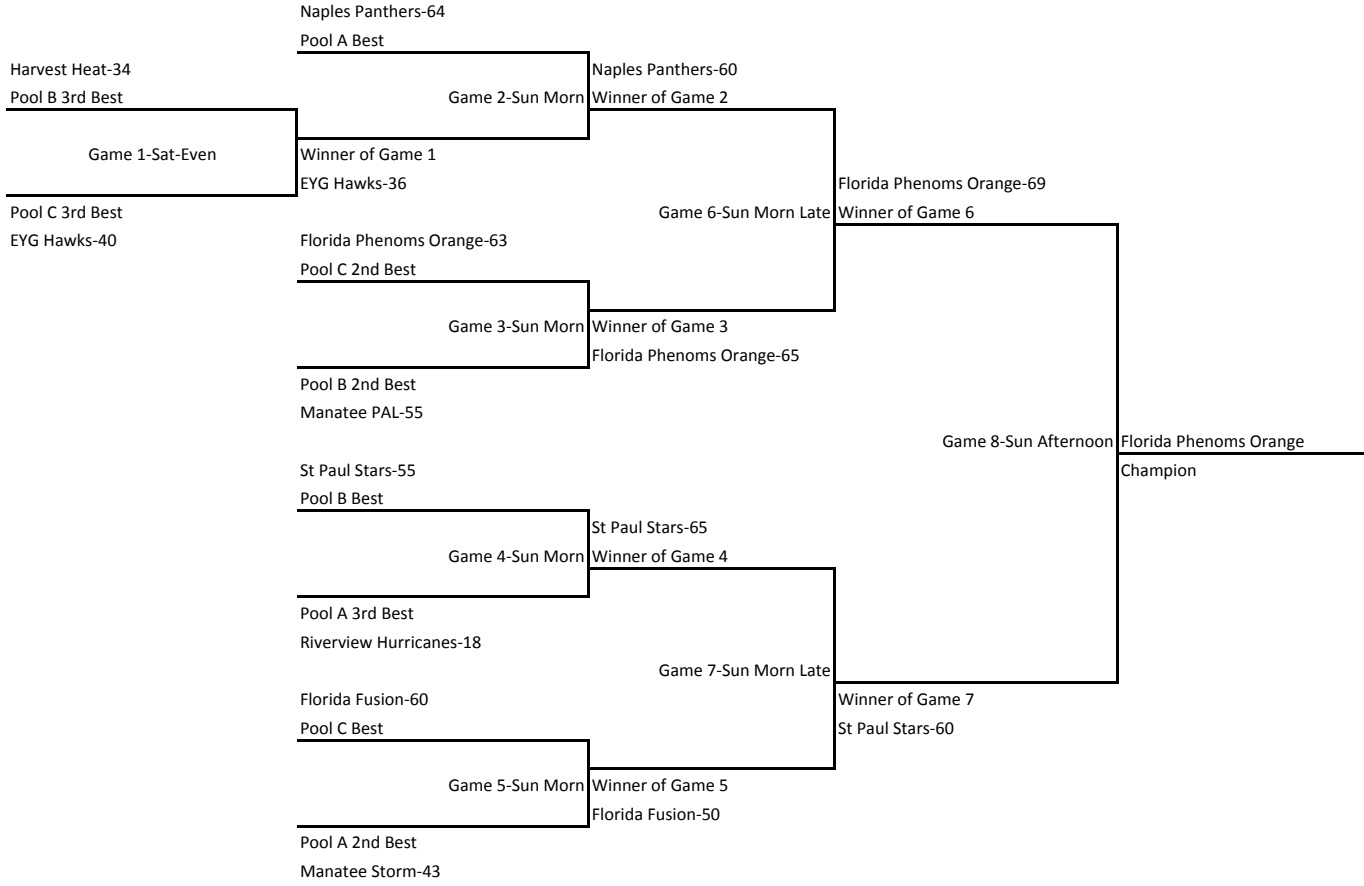 Naples Panthers-64
Pool A Best
Harvest Heat-34
Pool B 3rd Best
Game 1-Sat-Even
Pool C 3rd Best
EYG Hawks-40
Game 2-Sun Morn
Winner of Game 1
EYG Hawks-36
Naples Panthers-60
Winner of Game 2
Florida Phenoms Orange-63
Pool C 2nd Best
Game 3-Sun Morn
Pool B 2nd Best
Manatee PAL-55
Winner of Game 3
Florida Phenoms Orange-65
Game 6-Sun Morn Late
Florida Phenoms Orange-69
Winner of Game 6
St Paul Stars-55
Pool B Best
Game 4-Sun Morn
Pool A 3rd Best
Riverview Hurricanes-18
St Paul Stars-65
Winner of Game 4
Florida Fusion-60
Pool C Best
Game 5-Sun Morn
Pool A 2nd Best
Manatee Storm-43
Winner of Game 5
Florida Fusion-50
Game 7-Sun Morn Late
Winner of Game 7
St Paul Stars-60
Game 8-Sun Afternoon
Florida Phenoms Orange
Champion